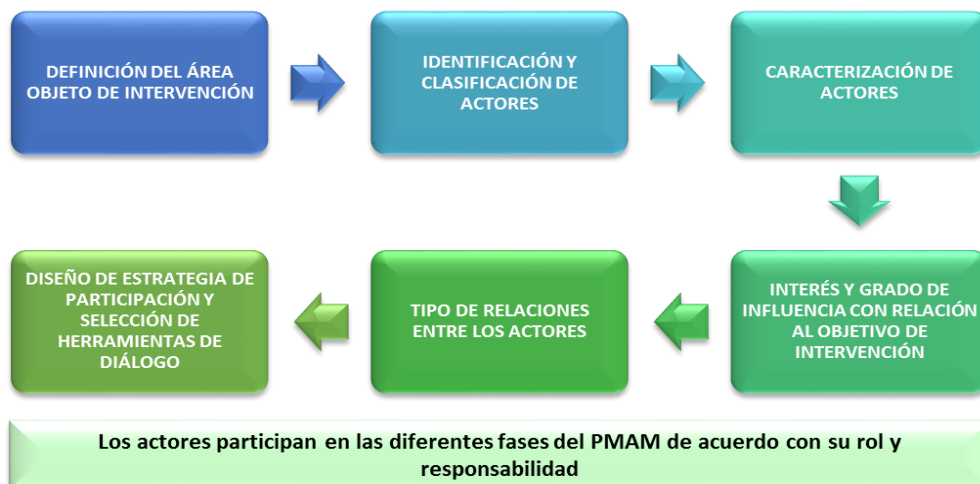 DEFINICIÓN DEL ÁREA
OBJETO DE INTERVENCIÓN
IDENTIFICACIÓN Y
CLASIFICACIÓN DE
ACTORES
CARACTERIZACIÓN DE
ACTORES
INTERÉS Y GRADO DE
INFLUENCIA CON RELACIÓN
AL OBJETIVO DE
INTERVENCIÓN
TIPO DE RELACIONES
ENTRE LOS ACTORES
DISEÑO DE ESTRATEGIA DE
PARTICIPACIÓN Y
SELECCIÓN DE
HERRAMIENTAS DE
DIÁLOGO
Los actores participan en las diferentes fases del PMAM de acuerdo con su rol y
responsabilidad